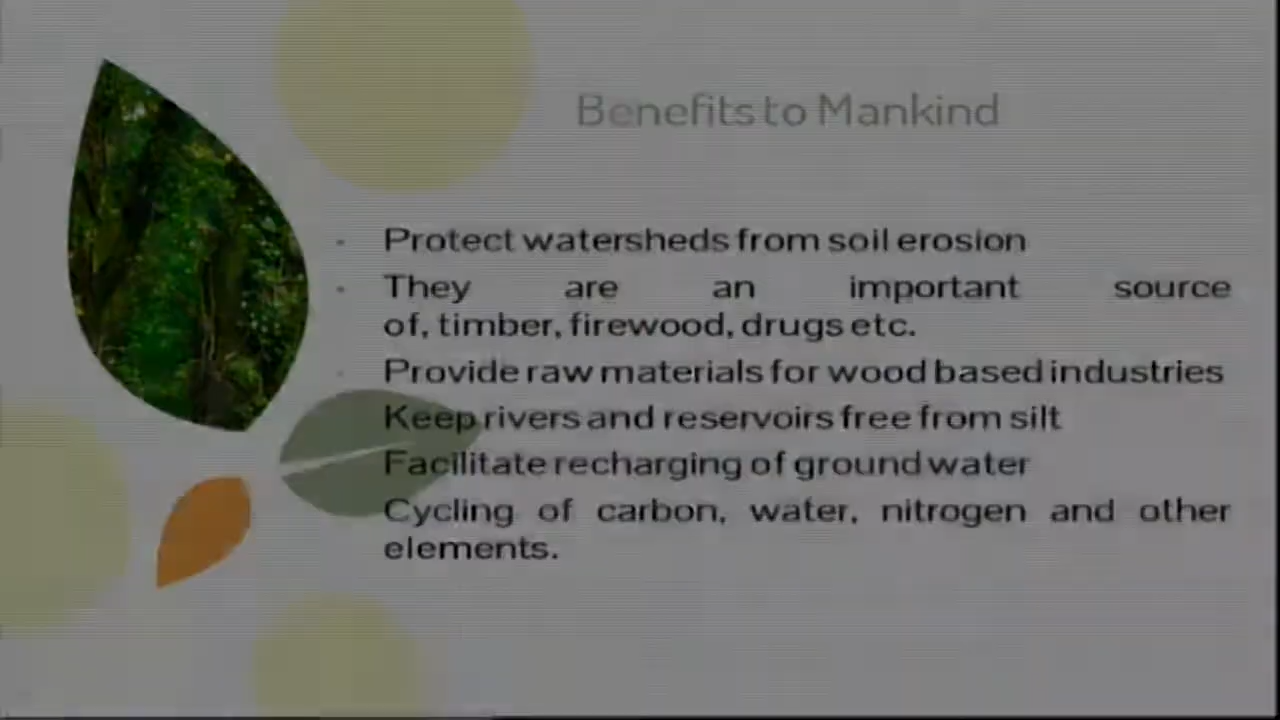 Benefits to Mankind
Protect watersheds from soil erosion
They are an important source
of, timber, firewood, drugs etc.
Provide raw materials for wood based industries
Keep rivers and reservoirs free from silt
Facilitate recharging of ground water
Cycling of carbon, water, nitrogen and other
elements.